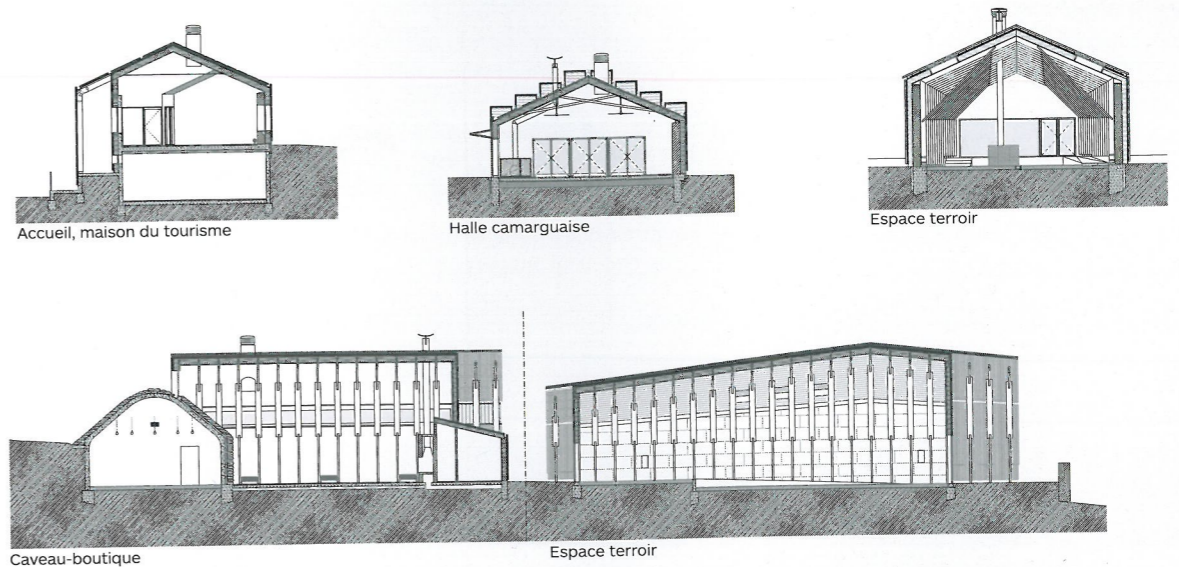 Accueil, maison du tourisme
Halle camarguaise
Espace terroir
Caveau-boutique
Espace terroir